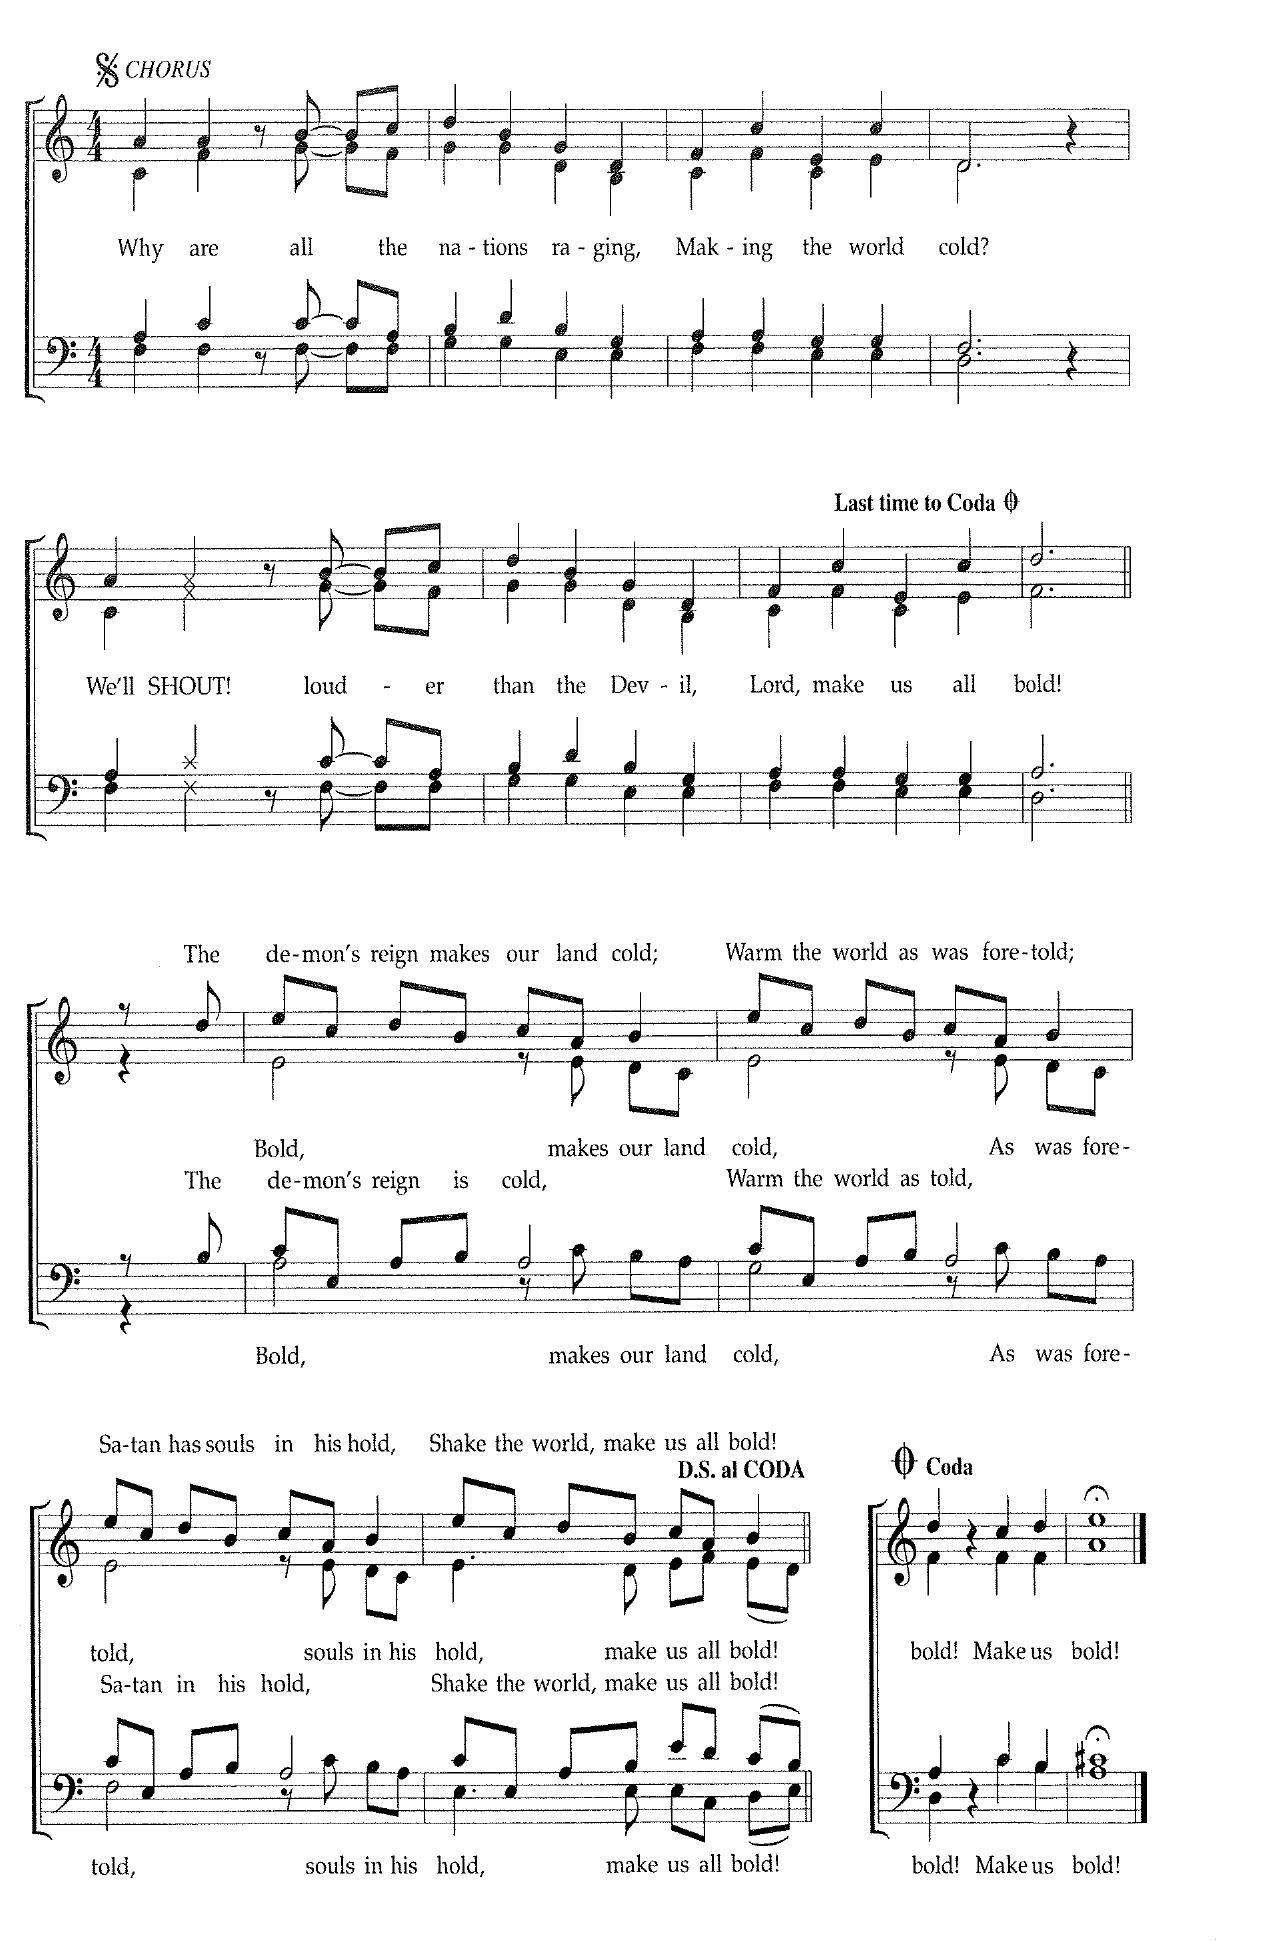 CHORUS
4 4
Why are all the na - tions ra - ging, Mak - ing the world cold?
4 4
Last time to Coda
We'll SHOUT! loud - er than the Dev - il, Lord, make us all bold!
The de-mon's reign makes our land cold; Warm the world as was fore-told;
Bold, makes our land cold, As was fore-
The de-mon's reign is cold, Warm the world as told,
Bold, makes our land cold, As was fore-
Sa-tan has souls in his hold, Shake the world, make us all bold!
D.S. al CODA
Coda
told, souls in his hold, make us all bold! bold! Make us bold!
Sa-tan in his hold, Shake the world, make us all bold!
told, souls in his hold, make us all bold! bold! Make us bold!